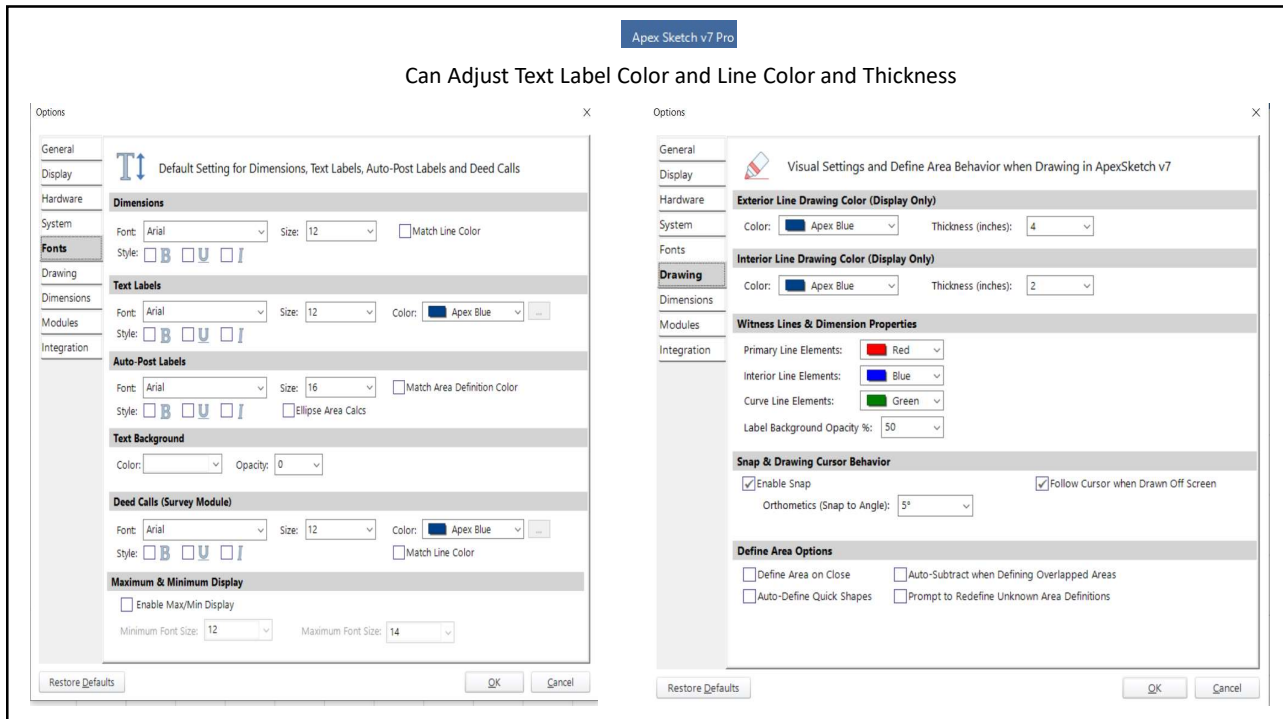 Apex Sketch v7 Pro
Can Adjust Text Label Color and Line Color and Thickness
Options X
General
Display
Hardware
System
Fonts
Drawing
Dimensions
Modules
Integration
Default Setting for Dimensions, Text Labels, Auto-Post Labels and Deed Calls
Dimensions
Font: Arial Size: 12 Match Line Color
Style: B U I
Text Labels
Font: Arial Size: 12 Color: Apex Blue ...
Style: B U I
Auto-Post Labels
Font: Arial Size: 16 Match Area Definition Color
Style: B U I Ellipse Area Calcs
Text Background
Color: Opacity: 0
Deed Calls (Survey Module)
Font: Arial Size: 12 Color: Apex Blue ...
Style: B U I Match Line Color
Maximum & Minimum Display
Enable Max/Min Display
Minimum Font Size: 12 Maximum Font Size: 14
Restore Defaults OK Cancel
Options X
General
Display
Hardware
System
Fonts
Drawing
Dimensions
Modules
Integration
Visual Settings and Define Area Behavior when Drawing in ApexSketch v7
Exterior Line Drawing Color (Display Only)
Color: Apex Blue Thickness (inches): 4
Interior Line Drawing Color (Display Only)
Color: Apex Blue Thickness (inches): 2
Witness Lines & Dimension Properties
Primary Line Elements: Red
Interior Line Elements: Blue
Curve Line Elements: Green
Label Background Opacity %: 50
Snap & Drawing Cursor Behavior
Enable Snap Follow Cursor when Drawn Off Screen
Orthometics (Snap to Angle): 5°
Define Area Options
Define Area on Close Auto-Subtract when Defining Overlapped Areas
Auto-Define Quick Shapes Prompt to Redefine Unknown Area Definitions
Restore Defaults OK Cancel